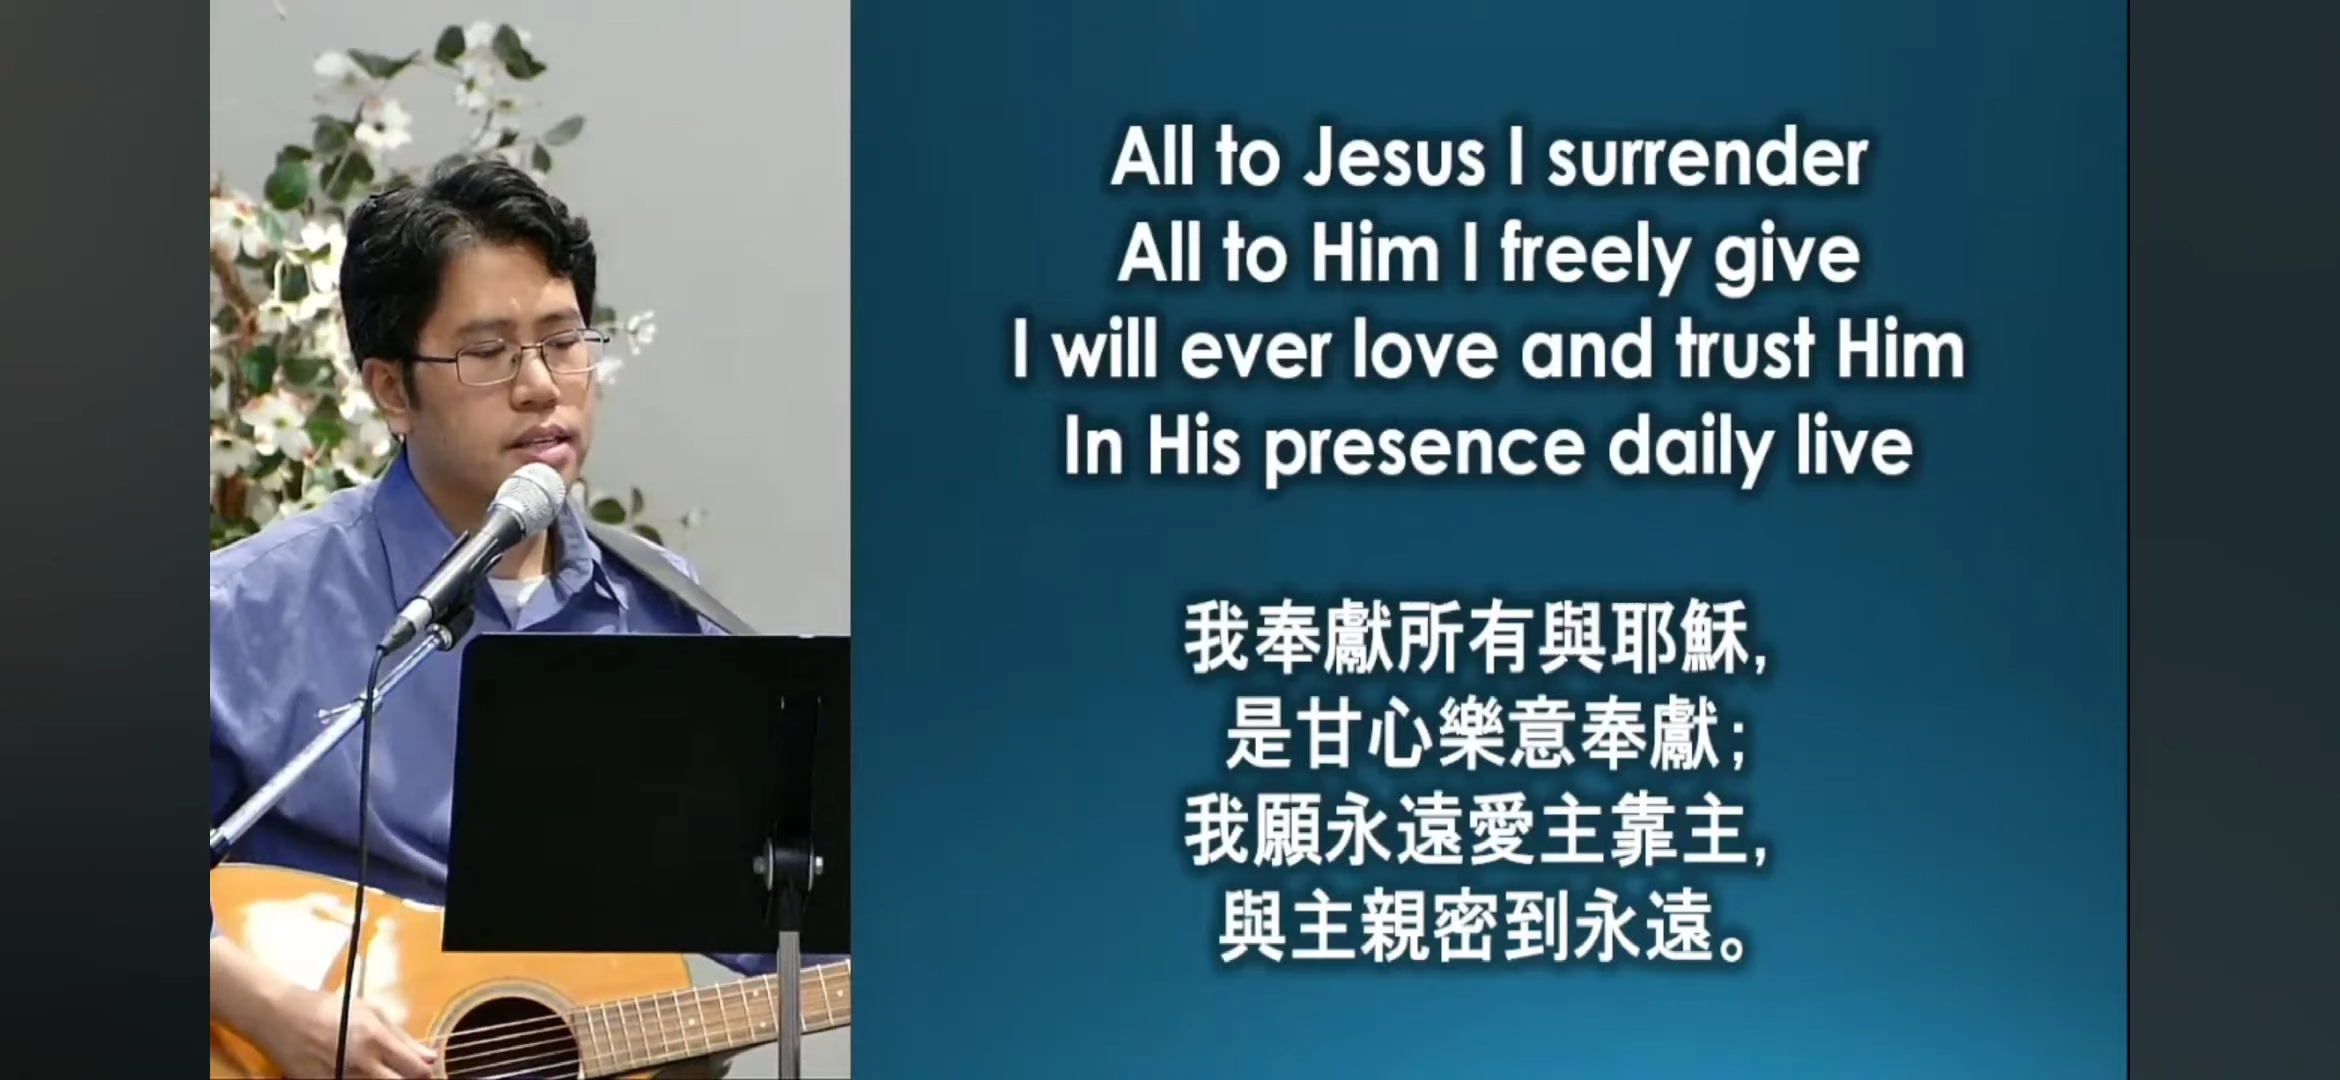 All to Jesus I surrender
All to Him I freely give
I will ever love and trust Him
In His presence daily live
我奉獻所有與耶穌,
是甘心樂意奉獻;
我願永遠愛主靠主,
與主親密到永遠。